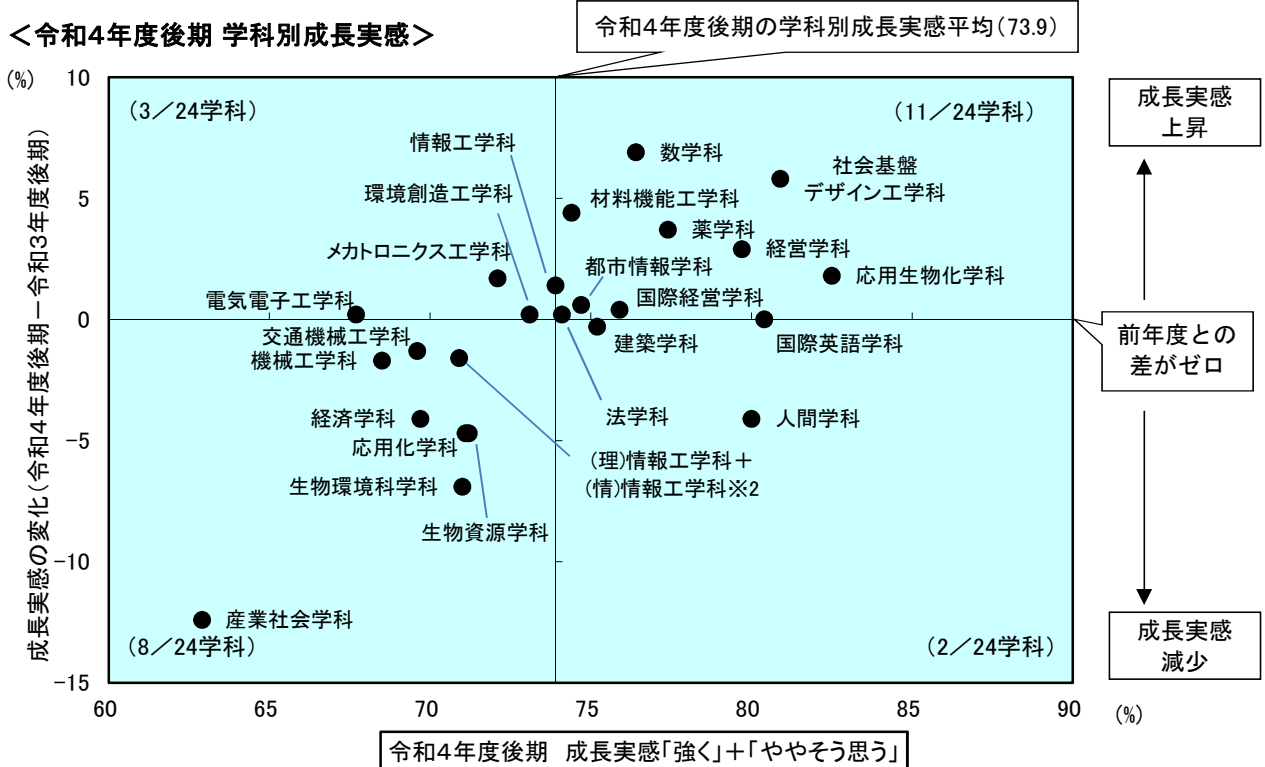 ＜令和4年度後期 学科別成長実感＞
令和4年度後期の学科別成長実感平均（73.9）
(%)
成長実感の変化（令和4年度後期－令和3年度後期）
10
5
0
-5
-10
-15
（3／24学科）
（11／24学科）
情報工学科
数学科
社会基盤
デザイン工学科
環境創造工学科
材料機能工学科
薬学科
経営学科
メカトロニクス工学科
都市情報学科
応用生物化学科
電気電子工学科
国際経営学科
交通機械工学科
建築学科
国際英語学科
機械工学科
経済学科
法学科
人間学科
応用化学科
(理)情報工学科＋
(情)情報工学科※2
生物環境科学科
生物資源学科
産業社会学科
（8／24学科）
（2／24学科）
60
65
70
75
80
85
90
(%)
令和4年度後期　成長実感「強く」＋「ややそう思う」
成長実感
上昇
前年度との
差がゼロ
成長実感
減少